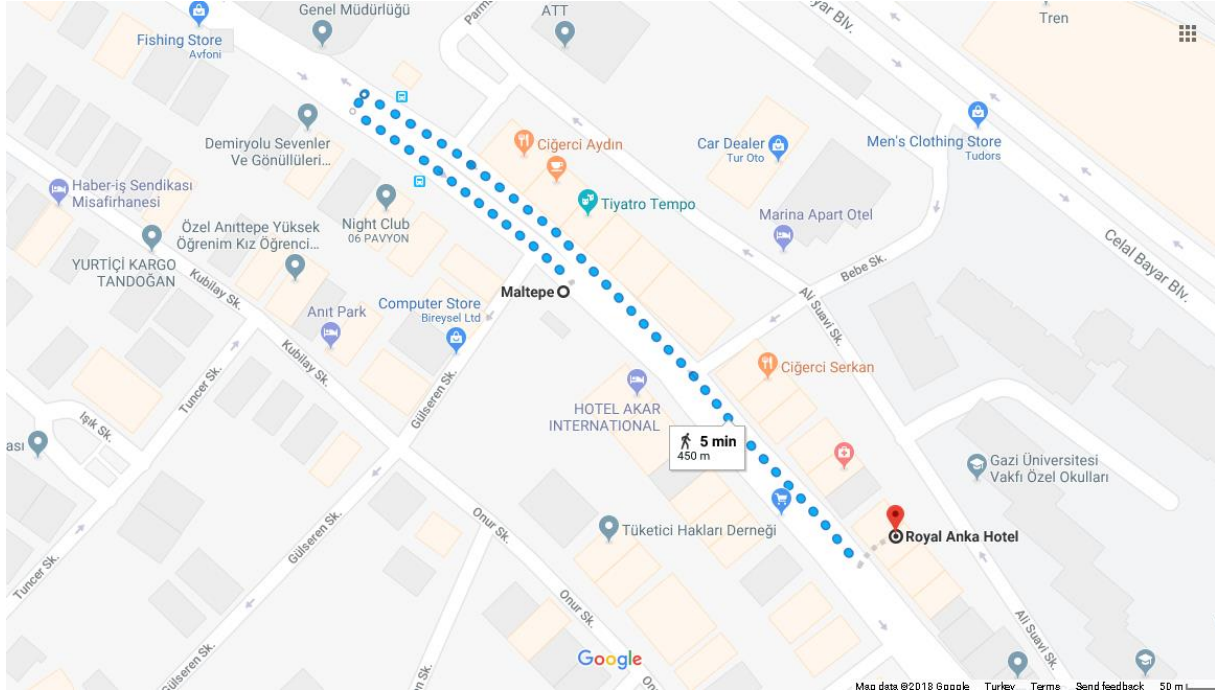 Genel Müdürlüğü
ATT
Tren
Fishing Store
Avfoni
Celal Bayar Blv.
Demiryolu Sevenler
Ve Gönüllüleri...
Ciğerci Aydın
Car Dealer
Tur Oto
Men's Clothing Store
Tudors
Haber-iş Sendikası
Misafirhanesi
Night Club
06 PAVYON
Tiyatro Tempo
Marina Apart Otel
Özel Anıttepe Yüksek
Öğrenim Kız Öğrenci...
YURTİÇİ KARGO
TANDOĞAN
Kubilay Sk.
Maltepe
Bebe Sk.
Ali Suavi Sk.
Computer Store
Bireysel Ltd
Anıt Park
Kubilay Sk.
Tuncer Sk.
Gülseren Sk.
Ciğerci Serkan
HOTEL AKAR
INTERNATIONAL
Işık Sk.
ası
5 min
450 m
Gazi Üniversitesi
Vakfı Özel Okulları
Onur Sk.
Tüketici Hakları Derneği
Royal Anka Hotel
Gülseren Sk.
Tuncer Sk.
Onur Sk.
Ali Suavi Sk.
Gülseren Sk.
Google
Map data ©2018 Google Turkey Terms Send feedback 50 m